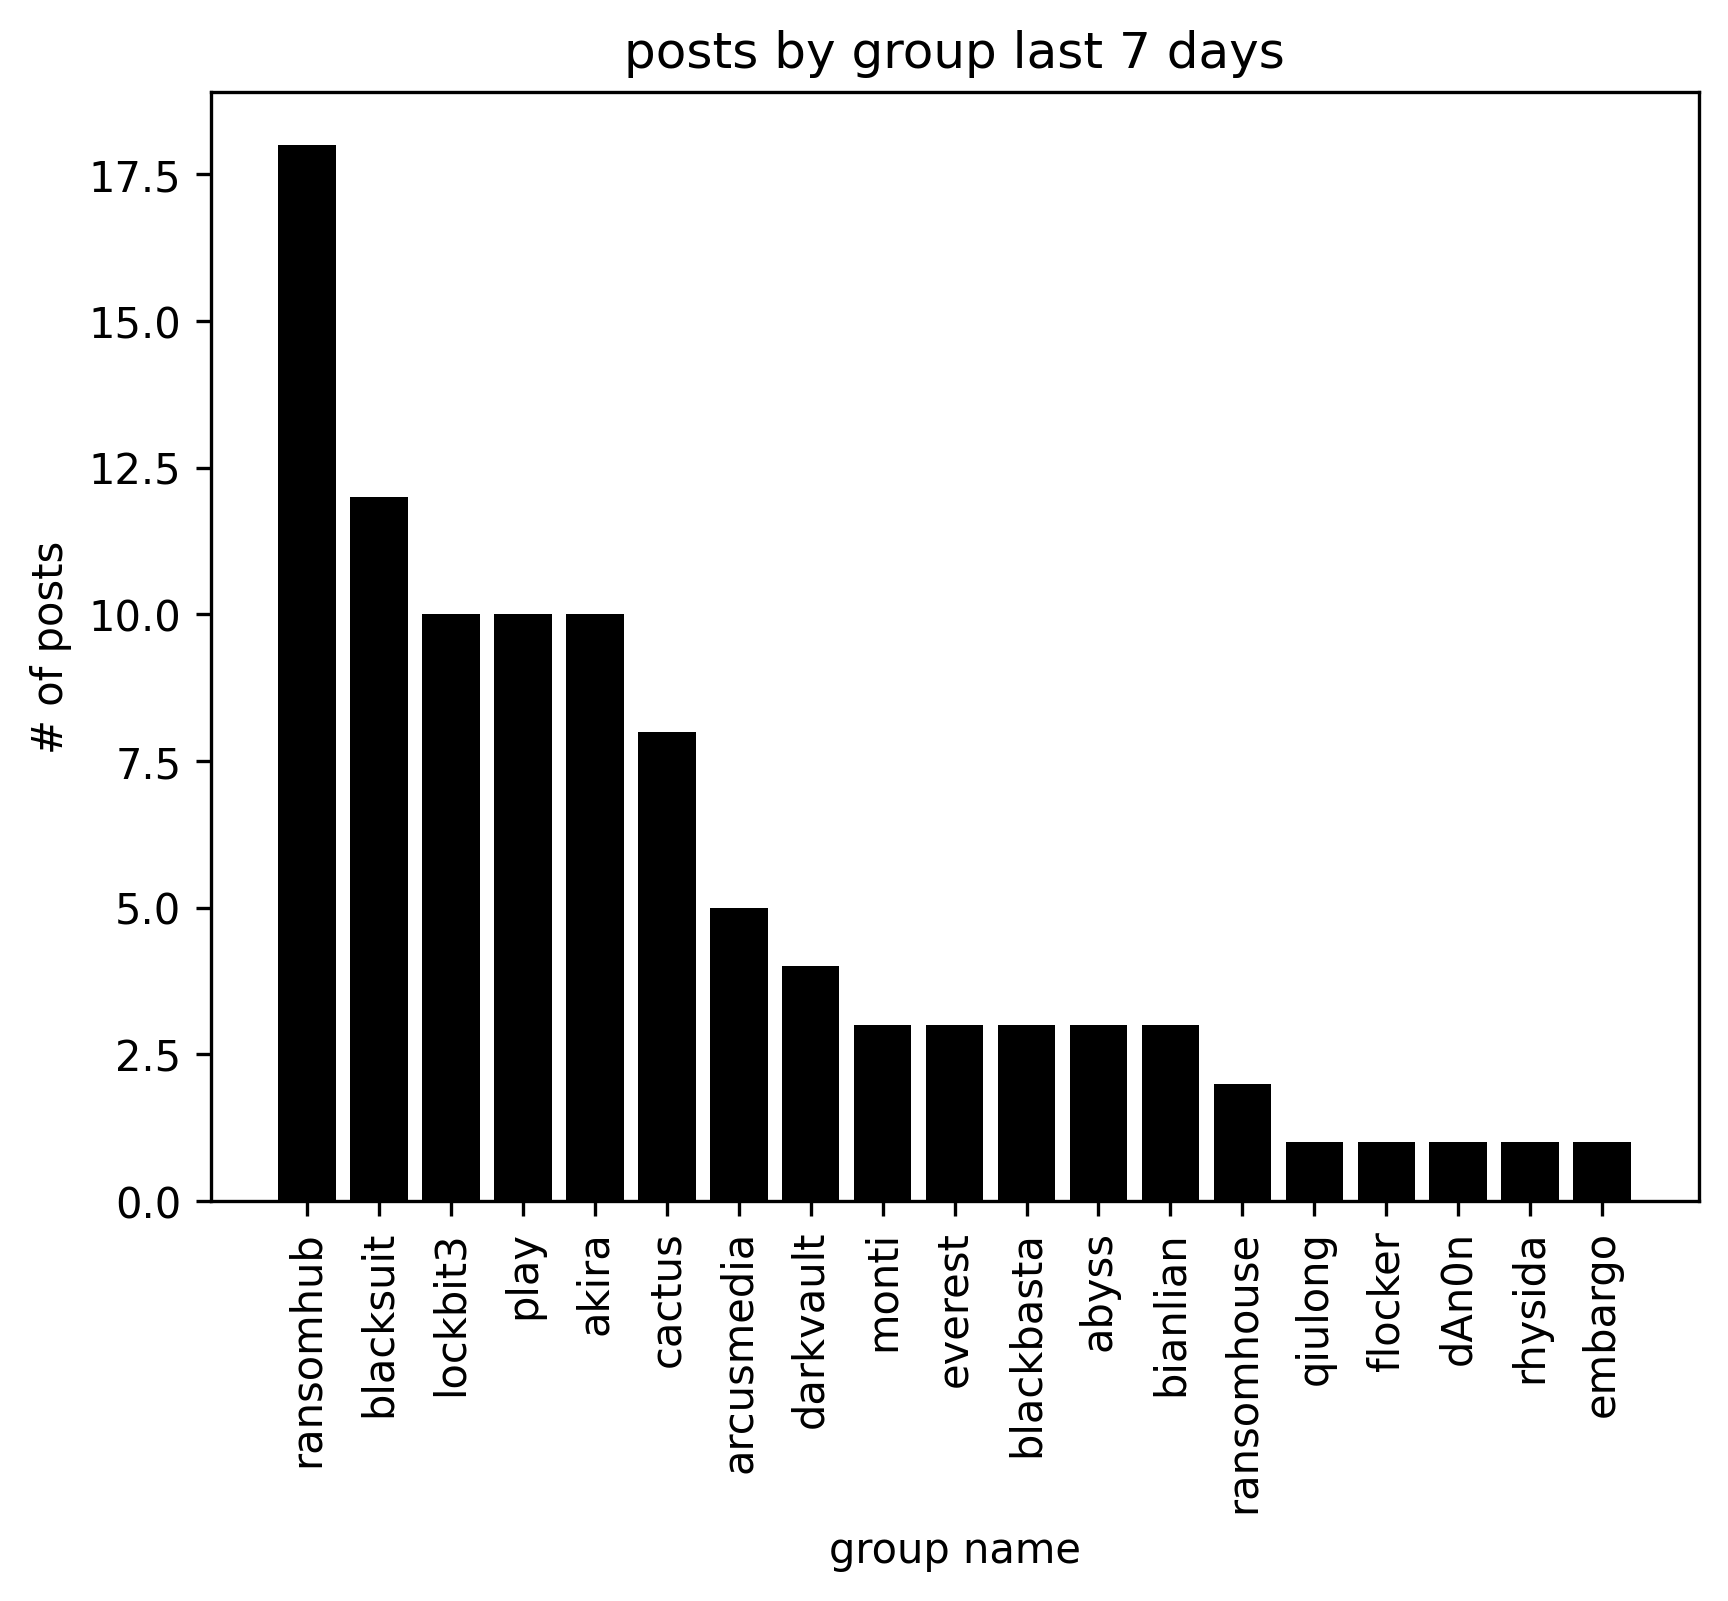 posts by group last 7 days
# of posts
17.5
15.0
12.5
10.0
7.5
5.0
2.5
0.0
ransomhub
blacksuit
lockbit3
play
akira
cactus
arcusmedia
darkvault
monti
everest
blackbasta
abyss
bianlian
ransomhouse
qiulong
flocker
dAn0n
rhysida
embargo
group name